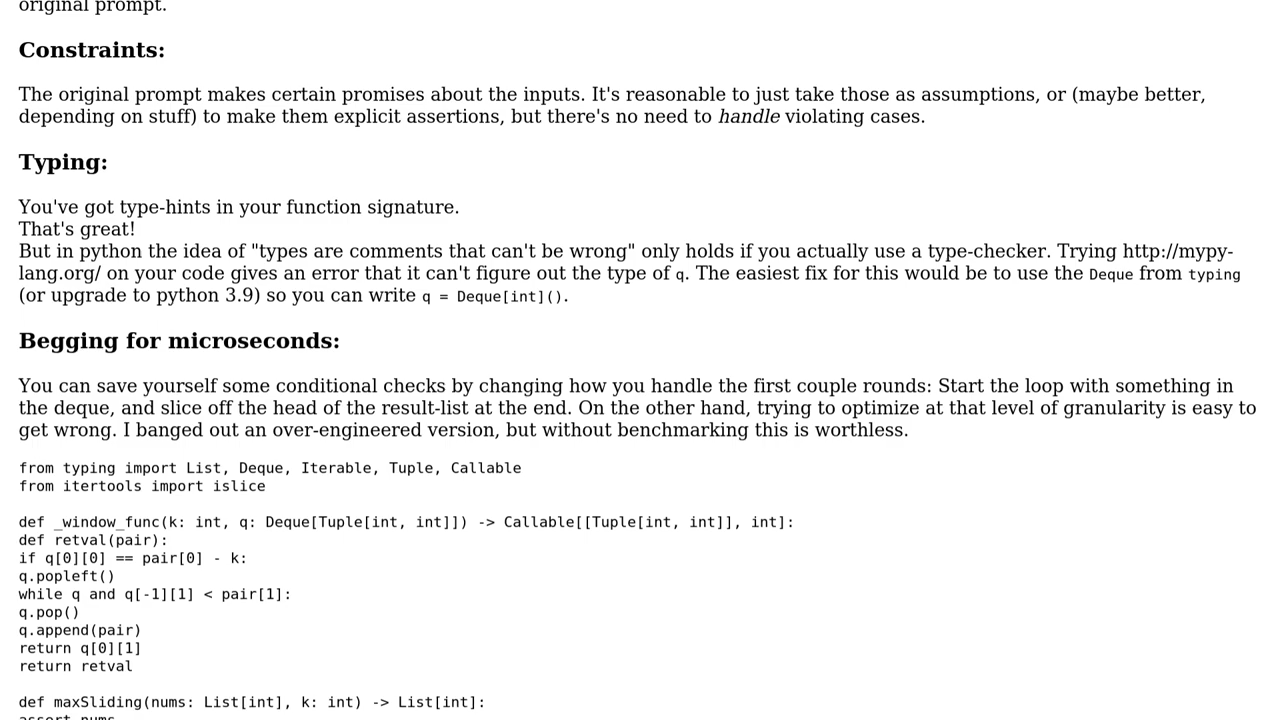 original prompt.
Constraints:
The original prompt makes certain promises about the inputs. It's reasonable to just take those as assumptions, or (maybe better,
depending on stuff) to make them explicit assertions, but there's no need to handle violating cases.
Typing:
You've got type-hints in your function signature.
That's great!
But in python the idea of "types are comments that can't be wrong" only holds if you actually use a type-checker. Trying http://mypy-
lang.org/ on your code gives an error that it can't figure out the type of q. The easiest fix for this would be to use the Deque from typing
(or upgrade to python 3.9) so you can write q = Deque[int]().
Begging for microseconds:
You can save yourself some conditional checks by changing how you handle the first couple rounds: Start the loop with something in
the deque, and slice off the head of the result-list at the end. On the other hand, trying to optimize at that level of granularity is easy to
get wrong. I banged out an over-engineered version, but without benchmarking this is worthless.
from typing import List, Deque, Iterable, Tuple, Callable
from itertools import islice
def _window_func(k: int, q: Deque[Tuple[int, int]]) -> Callable[[Tuple[int, int]], int]:
def retval(pair):
if q[0][0] == pair[0] - k:
q.popleft()
while q and q[-1][1] < pair[1]:
q.pop()
q.append(pair)
return q[0][1]
return retval
def maxSliding(nums: List[int], k: int) -> List[int]:
assert nums